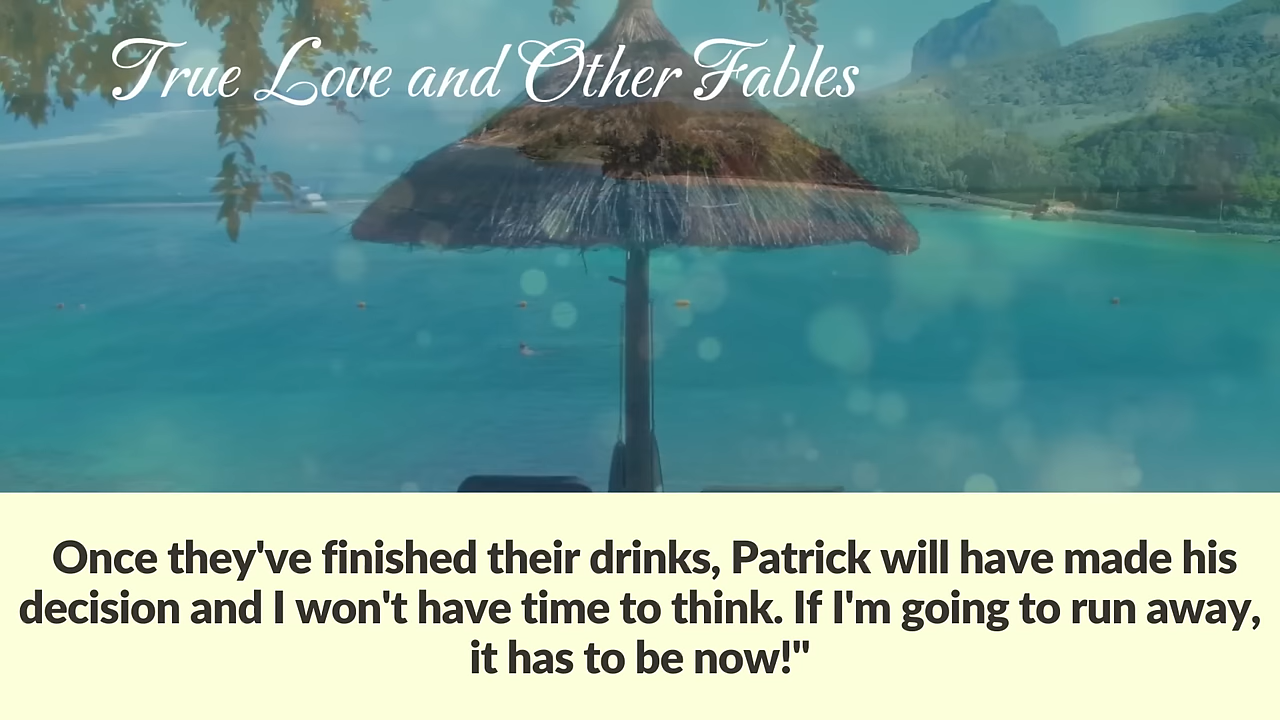 True Love and Other Fables
Once they've finished their drinks, Patrick will have made his
decision and I won't have time to think. If I'm going to run away,
it has to be now!"